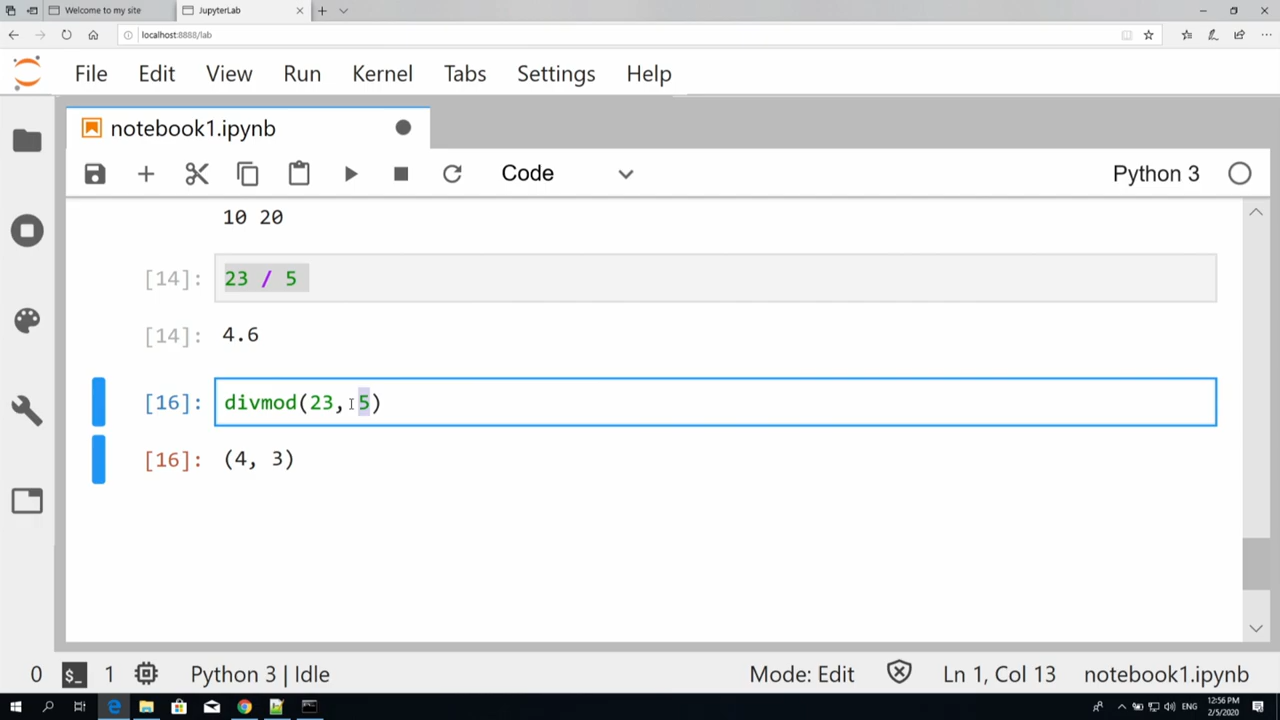 Welcome to my site
JupyterLab
localhost:8888/lab
File Edit View Run Kernel Tabs Settings Help
notebook1.ipynb
Code
Python 3
10 20
[14]: 23 / 5
[14]: 4.6
[16]: divmod(23, 5)
[16]: (4, 3)
0 $_ 1 Python 3 | Idle Mode: Edit Ln 1, Col 13 notebook1.ipynb
ENG
12:56 PM
2/5/2020